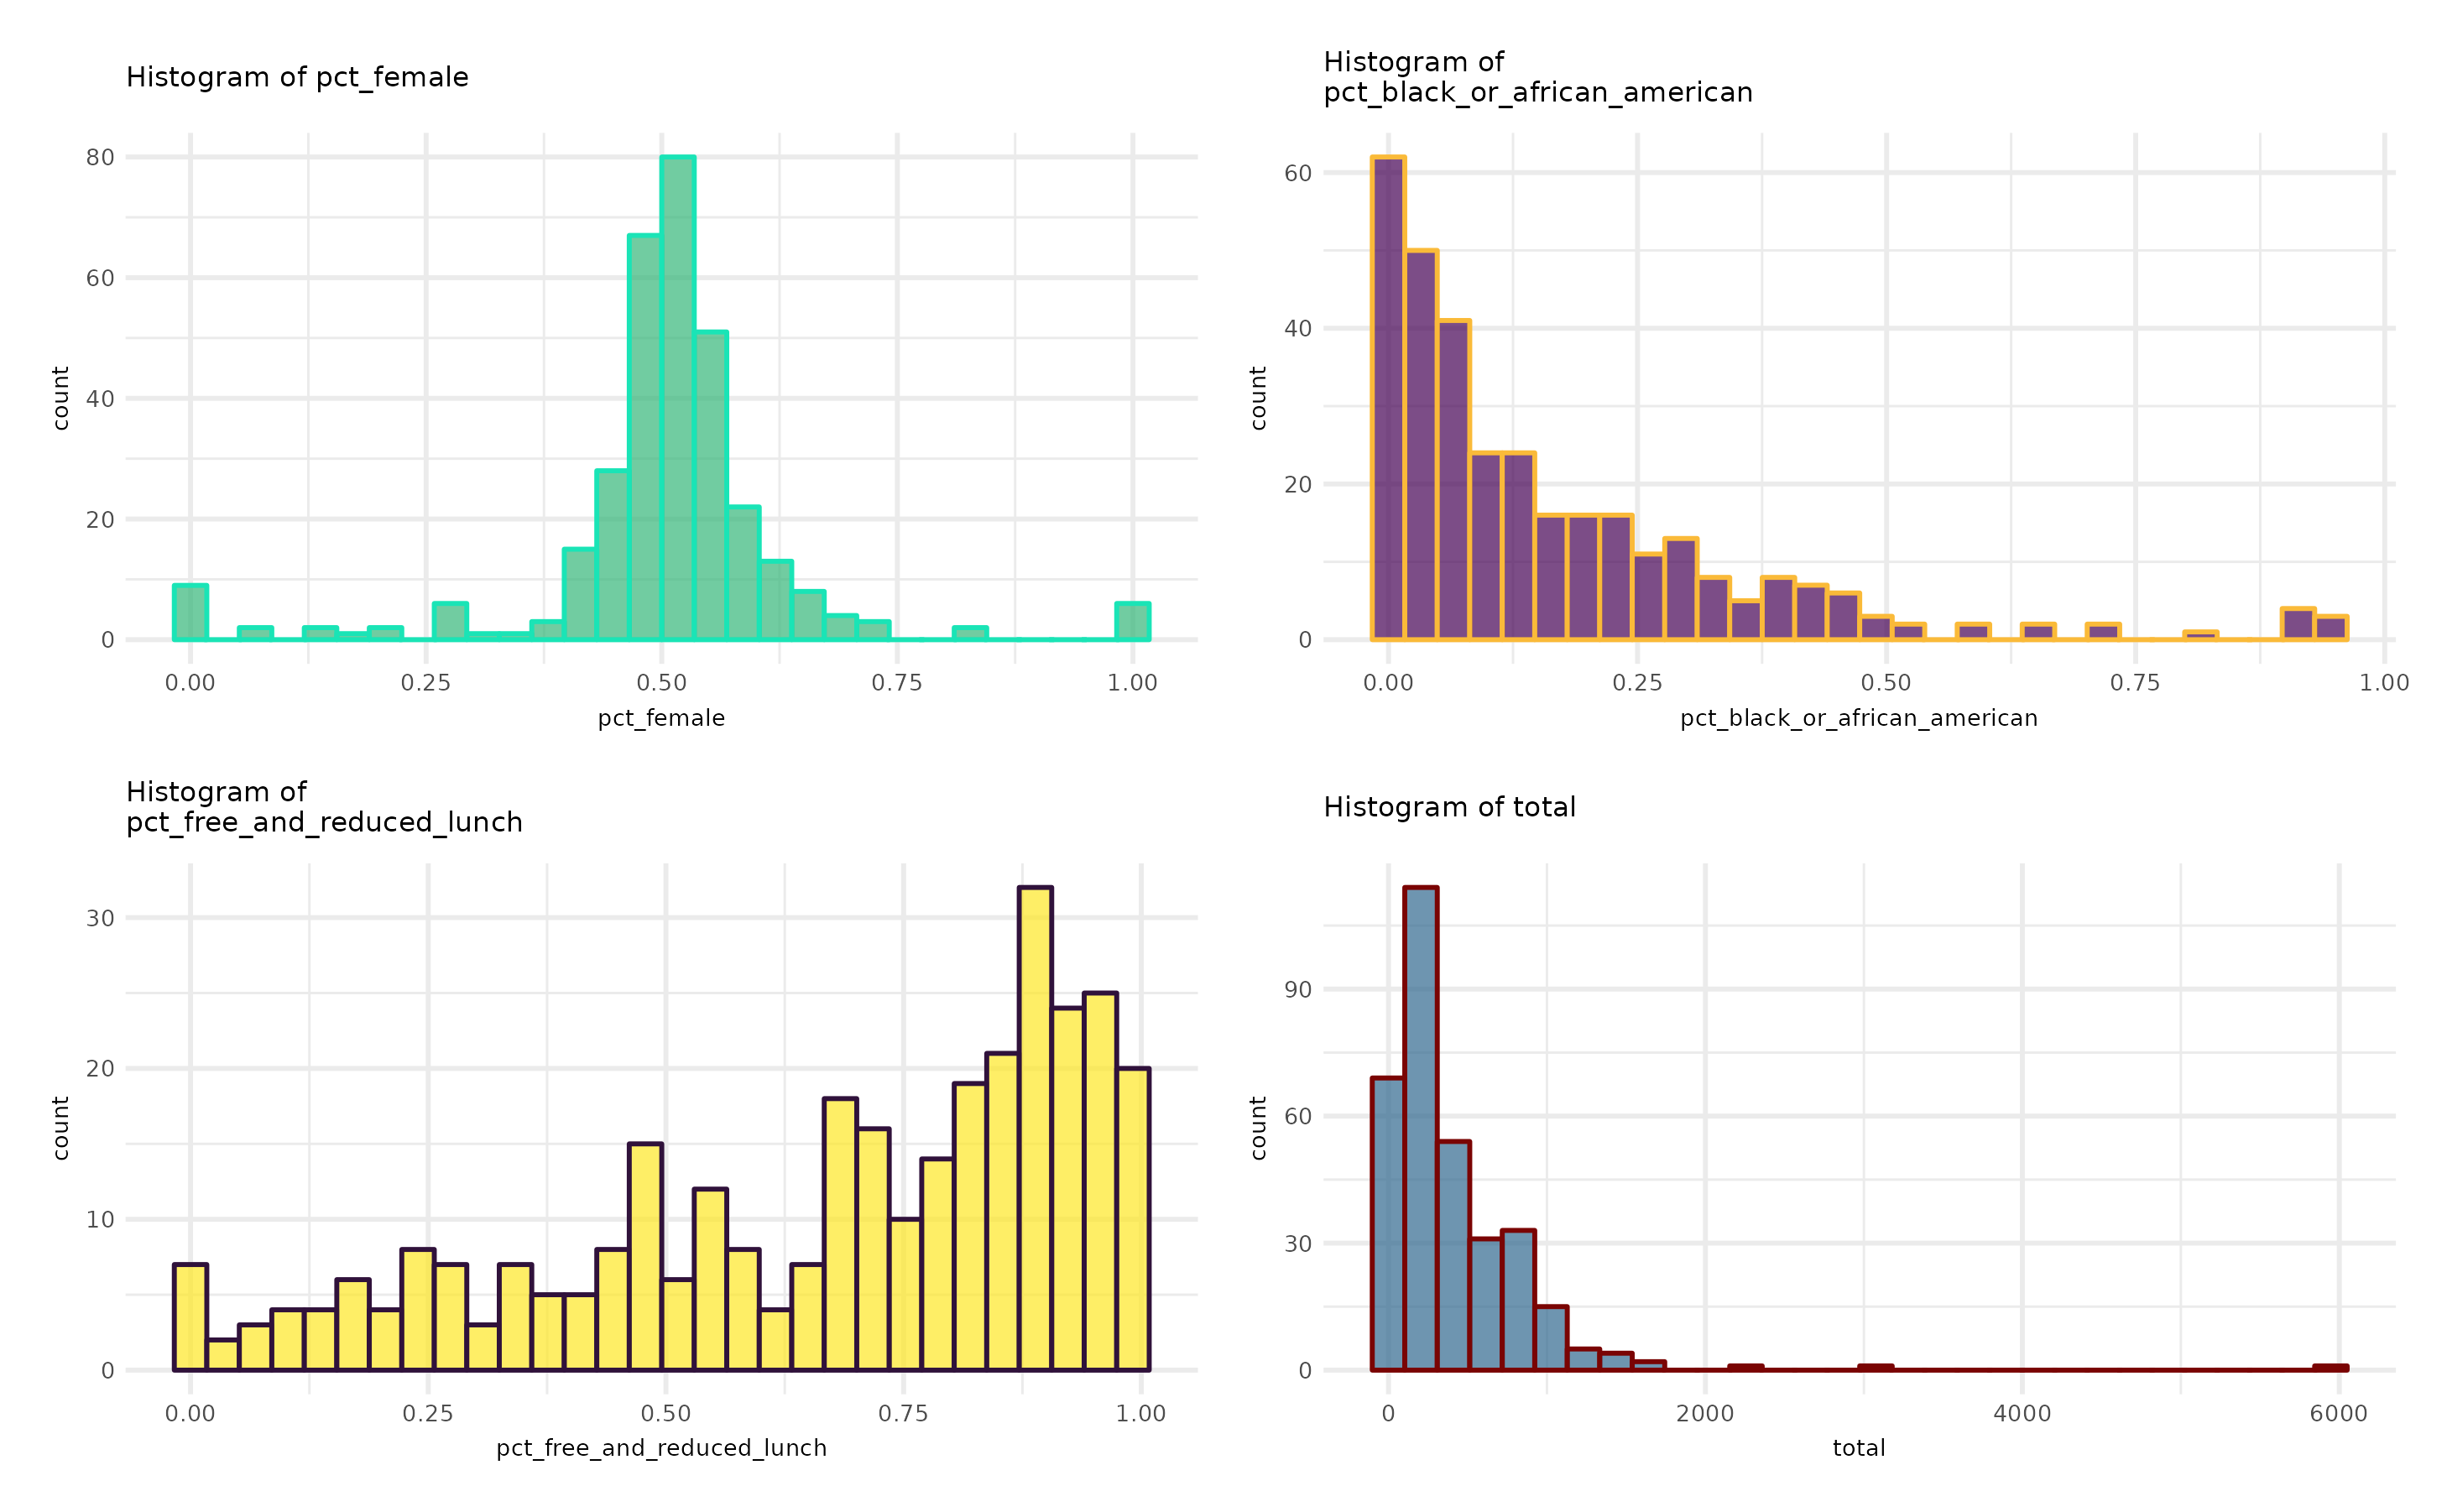 Histogram of pct_female
count
80
60
40
20
0
0.00 0.25 0.50 0.75 1.00
pct_female
Histogram of
pct_black_or_african_american
count
60
40
20
0
0.00 0.25 0.50 0.75 1.00
pct_black_or_african_american
Histogram of
pct_free_and_reduced_lunch
count
30
20
10
0
0.00 0.25 0.50 0.75 1.00
pct_free_and_reduced_lunch
Histogram of total
count
90
60
30
0
0 2000 4000 6000
total